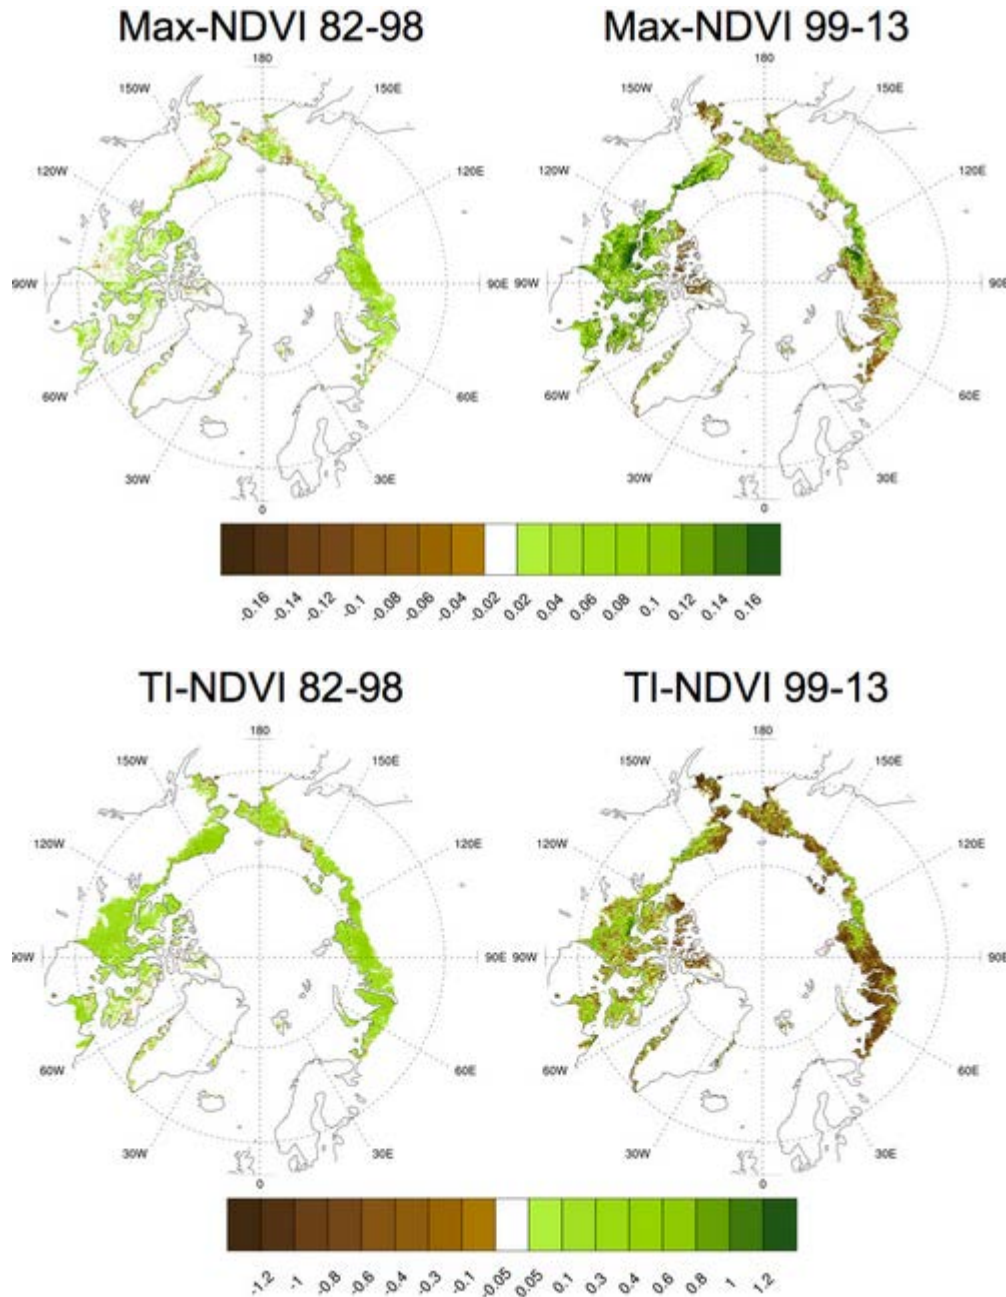 Max-NDVI 82-98 Max-NDVI 99-13
180 180
150W 150E 150W 150E
120W 120E 120W 120E
90W 90E 90W 90E
60W 60E 60W 60E
30W 30E 30W 30E
0 0
-0.16 -0.14 -0.12 -0.1 -0.08 -0.06 -0.04 -0.02 0.02 0.04 0.06 0.08 0.1 0.12 0.14 0.16
TI-NDVI 82-98 TI-NDVI 99-13
180 180
150W 150E 150W 150E
120W 120E 120W 120E
90W 90E 90W 90E
60W 60E 60W 60E
30W 30E 30W 30E
0 0
-1.2 -1 -0.8 -0.6 -0.4 -0.3 -0.1 -0.05 0.05 0.1 0.3 0.4 0.6 0.8 1 1.2